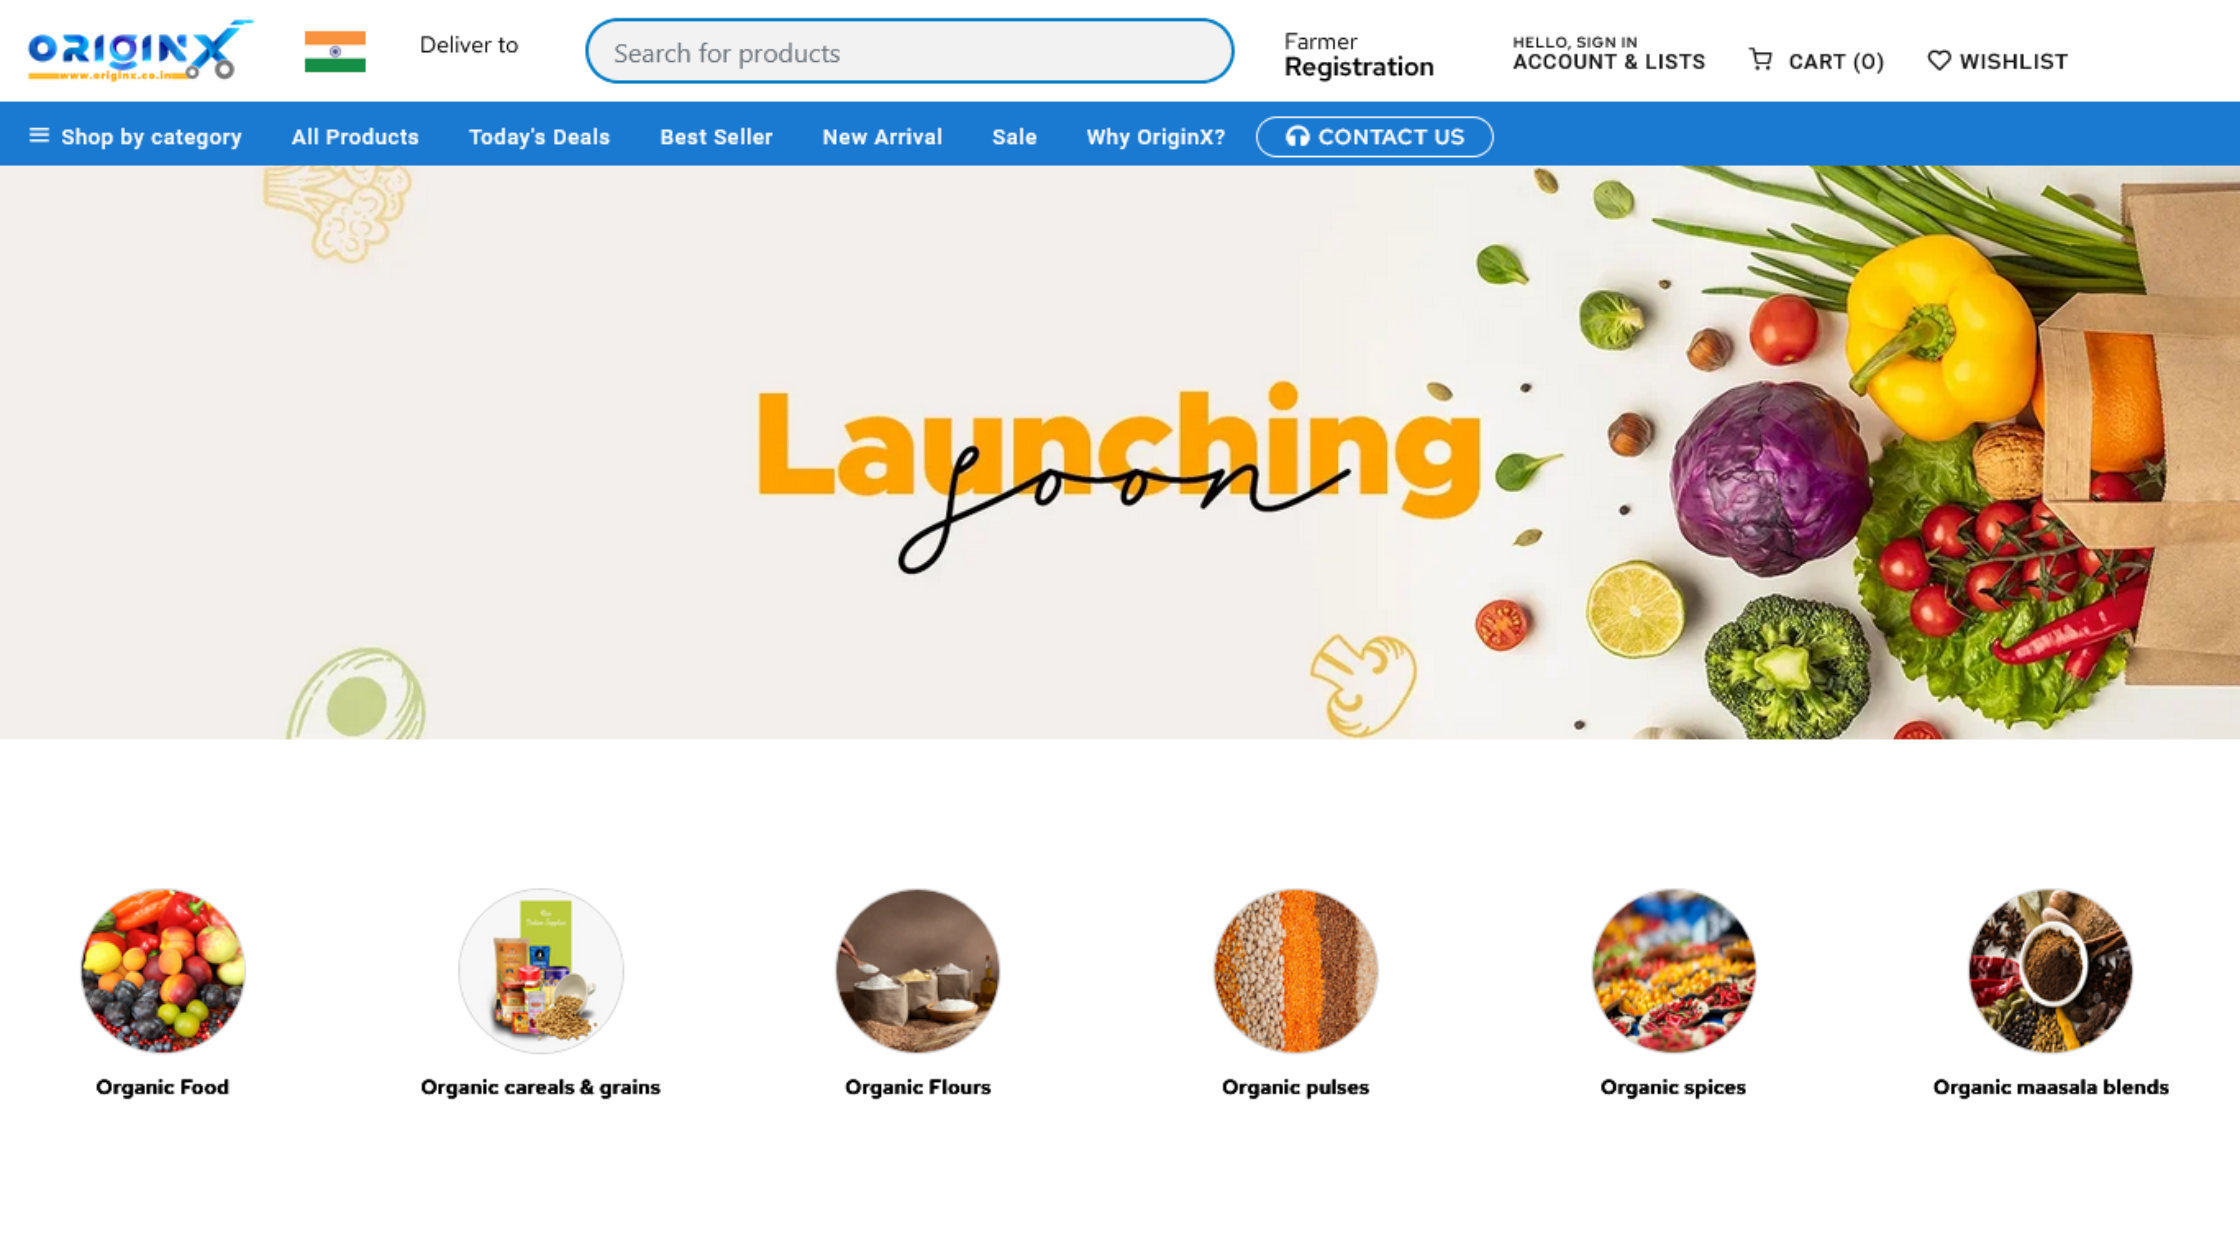 ORIGINX
www.originx.co.in
Deliver to
Search for products
Farmer
Registration
HELLO, SIGN IN
ACCOUNT & LISTS
CART (0)
WISHLIST
Shop by category
All Products
Today's Deals
Best Seller
New Arrival
Sale
Why OriginX?
CONTACT US
Launching
soon
Organic Food
Organic careals & grains
Organic Flours
Organic pulses
Organic spices
Organic maasala blends